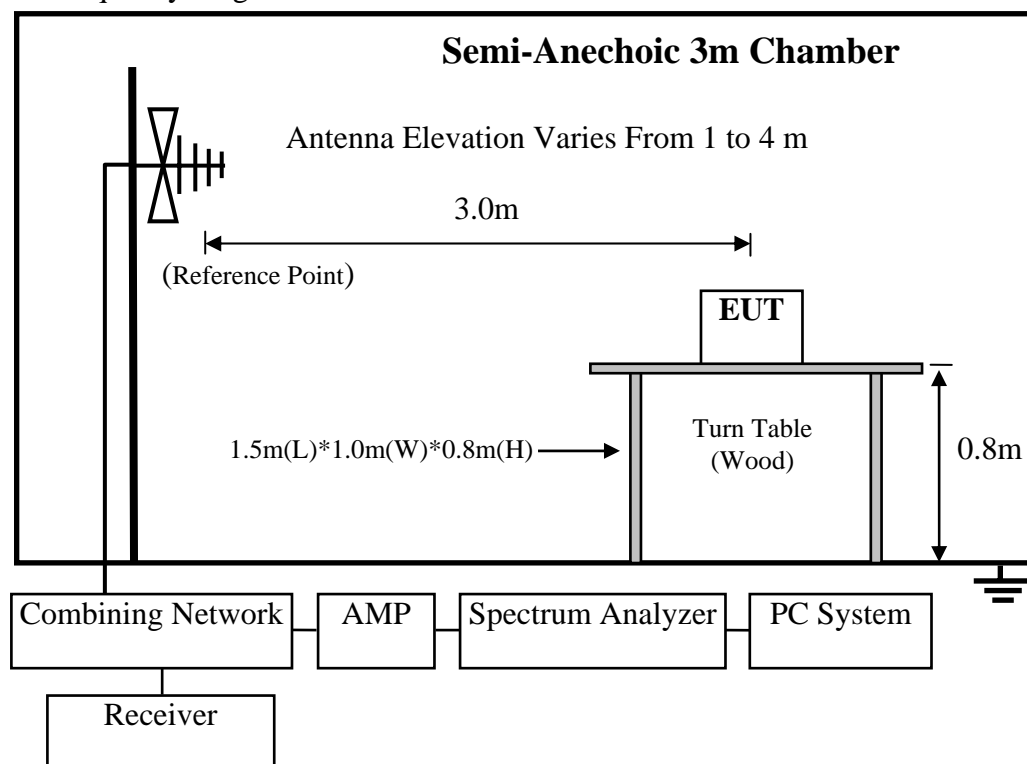 Semi-Anechoic 3m Chamber
Antenna Elevation Varies From 1 to 4 m
3.0m
(Reference Point)
EUT
1.5m(L)*1.0m(W)*0.8m(H)
Turn Table
(Wood)
0.8m
Combining Network
AMP
Spectrum Analyzer
PC System
Receiver